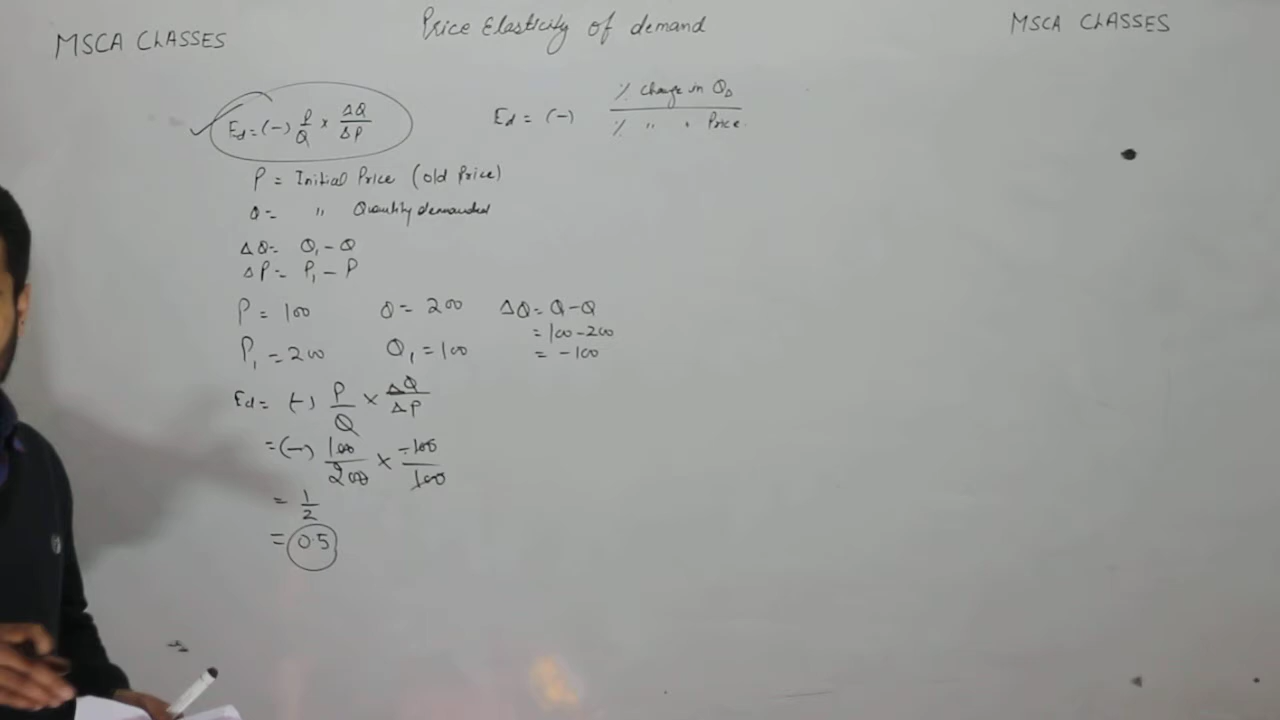 MSCA CLASSES
Price Elasticity of demand
MSCA CLASSES
Ed = (-) P/Q × ΔQ/ΔP
Ed = (-) % Change in QD / % " " Price.
P = Initial Price (old Price)
Q = " Quantity demanded
ΔQ = Q1 - Q
ΔP = P1 - P
P = 100 Q = 200 ΔQ = Q - Q
= 100 - 200
P1 = 200 Q1 = 100 = -100
Ed = (-) P/Q × ΔQ/ΔP
= (-) 100/200 × -100/100
= 1/2
= 0.5